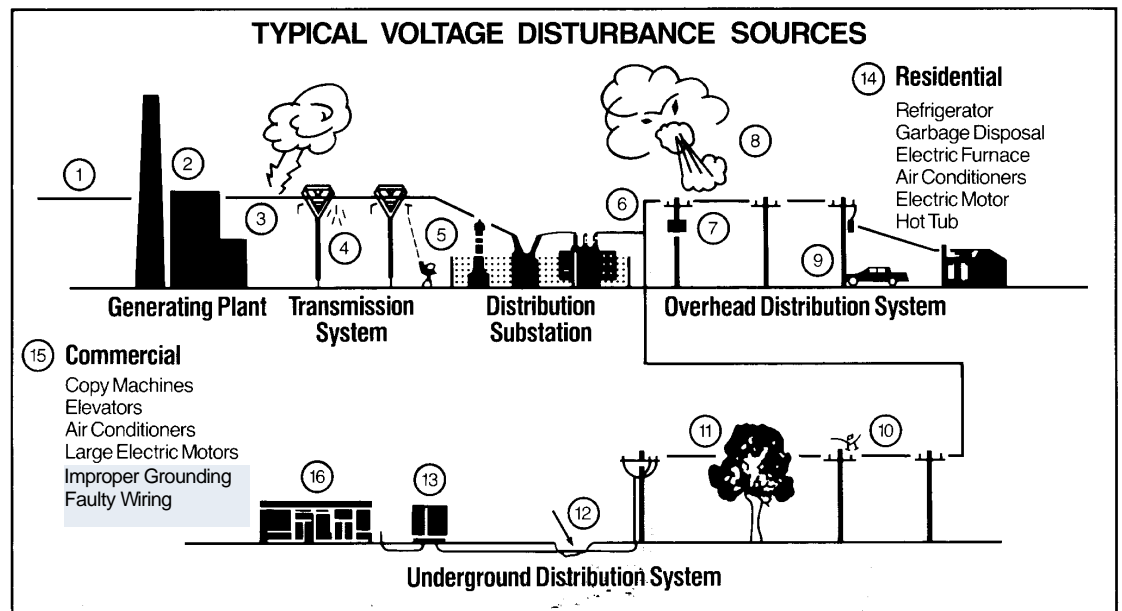 TYPICAL VOLTAGE DISTURBANCE SOURCES
14 Residential
Refrigerator
Garbage Disposal
Electric Furnace
Air Conditioners
Electric Motor
Hot Tub
1
2
3
4
5
6
7
8
9
Generating Plant
Transmission
System
Distribution
Substation
Overhead Distribution System
15 Commercial
Copy Machines
Elevators
Air Conditioners
Large Electric Motors
Improper Grounding
Faulty Wiring
16
13
12
11
10
Underground Distribution System